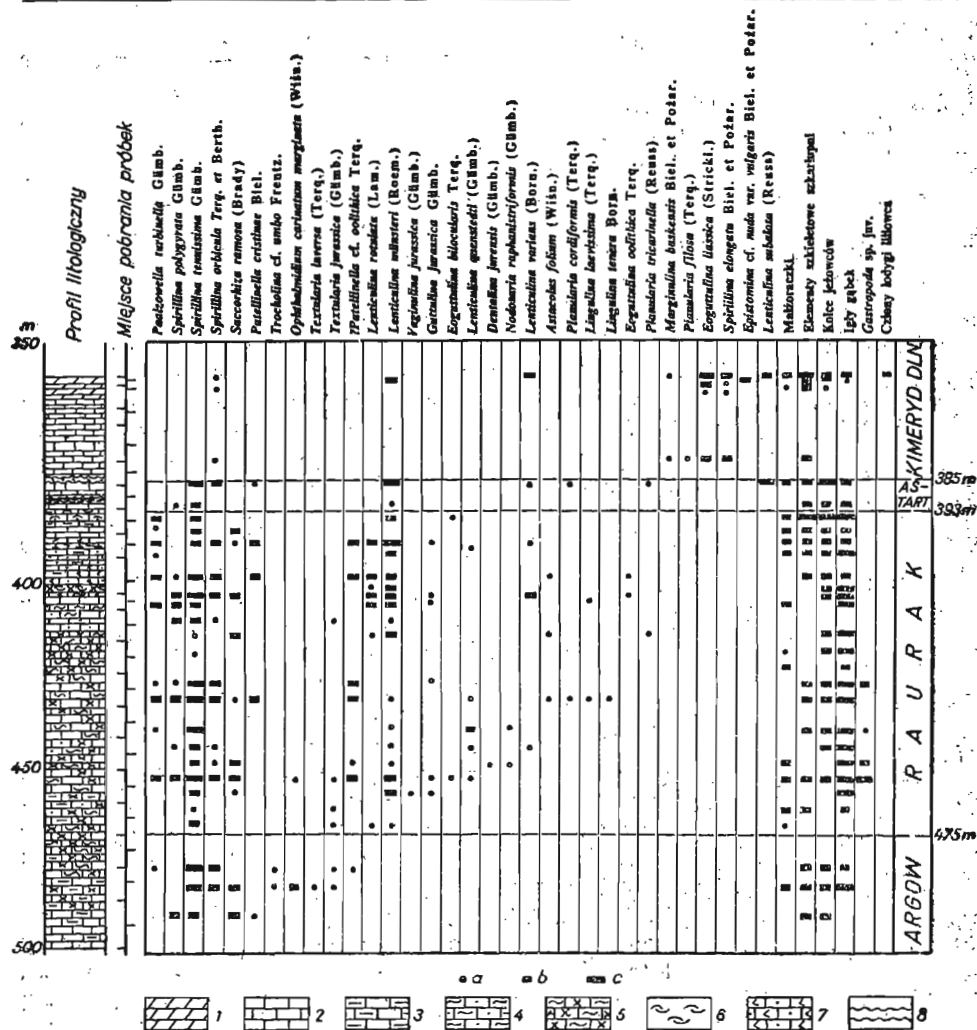 Profil litologiczny
Miejsce pobrania próbek
Paalzowella turbinella Gümb.
Spirillina polygyrata Gümb.
Spirillina tenuissima Gümb.
Spirillina orbicula Terq. et Berth.
Saccorhiza ramosa (Brady)
Patellinella cristinae Biel.
Trocholina cf. umbo Frentz.
Ophthalmidium carinatum marginata (Wiśn.)
Textularia (Terq.)
Textularia jurassica (Gümb.)
?Patellinella cf. oolithica Terq.
Lenticulina rotulata (Lam.)
Lenticulina münsteri (Roem.)
Vaginulina jurassica (Gümb.)
Guttulina jurassica Gümb.
Eoguttulina bilocularis Terq.
Lenticulina quenstedti (Gümb.)
Dentalina jurensis (Gümb.)
Nodosaria raphanistriformis (Gümb.)
Lenticulina varians (Born.)
Astacolus folium (Wiśn.)
Planularia cordiformis (Terq.)
Lingulina laevissima (Terq.)
Lingulina tenera Born.
Eoguttulina oolitica Terq.
Planularia tricarinella (Reuss)
Marginulina Biel. et Pożar.
Planularia filosa (Terq.)
Eoguttulina liassica (Strickl.)
Spirillina elongata Biel. et Pożar.
Epistomina cf. nuda var. vulgaris Biel. et Pożar.
Lenticulina subalata (Reuss)
Małżoraczki
Elementy szkieletowe szkarłupni
Kolce jeżowców
Igły gąbek
Gastropoda sp. juv.
Człony łodygi liliowca
m
350
400
450
500
KIMERYD DLN
385 m
AS-
TART
393 m
RAURAK
475 m
ARGOW
a b c
1 2 3 4 5 6 7 8